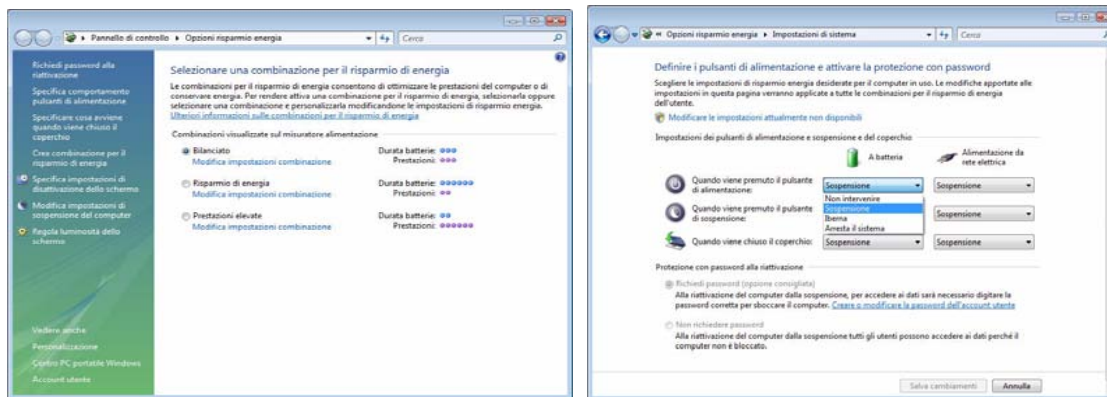 Pannello di controllo ▸ Opzioni risparmio energia
Cerca
Richiedi password alla
riattivazione
Specifica comportamento
pulsanti di alimentazione
Specificare cosa avviene
quando viene chiuso il
coperchio
Crea combinazione per il
risparmio di energia
Specifica impostazioni di
disattivazione dello schermo
Modifica impostazioni di
sospensione del computer
Regola luminosità dello
schermo
Vedere anche
Personalizzazione
Centro PC portatile Windows
Account utente
Selezionare una combinazione per il risparmio di energia
Le combinazioni per il risparmio di energia consentono di ottimizzare le prestazioni del computer o di
conservare energia. Per rendere attiva una combinazione per il risparmio di energia, selezionarla oppure
selezionare una combinazione e personalizzarla modificandone le impostazioni di risparmio energia.
Ulteriori informazioni sulle combinazioni per il risparmio di energia
Combinazioni visualizzate sul misuratore alimentazione
Bilanciato Durata batterie:
Modifica impostazioni combinazione Prestazioni:
Risparmio di energia Durata batterie:
Modifica impostazioni combinazione Prestazioni:
Prestazioni elevate Durata batterie:
Modifica impostazioni combinazione Prestazioni:
« Opzioni risparmio energia ▸ Impostazioni di sistema
Cerca
Definire i pulsanti di alimentazione e attivare la protezione con password
Scegliere le impostazioni di risparmio energia desiderate per il computer in uso. Le modifiche apportate alle
impostazioni in questa pagina verranno applicate a tutte le combinazioni per il risparmio di energia
dell'utente.
Modificare le impostazioni attualmente non disponibili
Impostazioni dei pulsanti di alimentazione e sospensione e del coperchio
A batteria
Alimentazione da
rete elettrica
Quando viene premuto il pulsante
di alimentazione:
Sospensione
Sospensione
Non intervenire
Sospensione
Iberna
Arresta il sistema
Quando viene premuto il pulsante
di sospensione:
Sospensione
Quando viene chiuso il coperchio:
Sospensione
Sospensione
Protezione con password alla riattivazione
Richiedi password (opzione consigliata)
Alla riattivazione del computer dalla sospensione, per accedere ai dati sarà necessario digitare la
password corretta per sboccare il computer. Creare o modificare la password dell'account utente
Non richiedere password
Alla riattivazione del computer dalla sospensione tutti gli utenti possono accedere ai dati perché il
computer non è bloccato.
Salva cambiamenti
Annulla